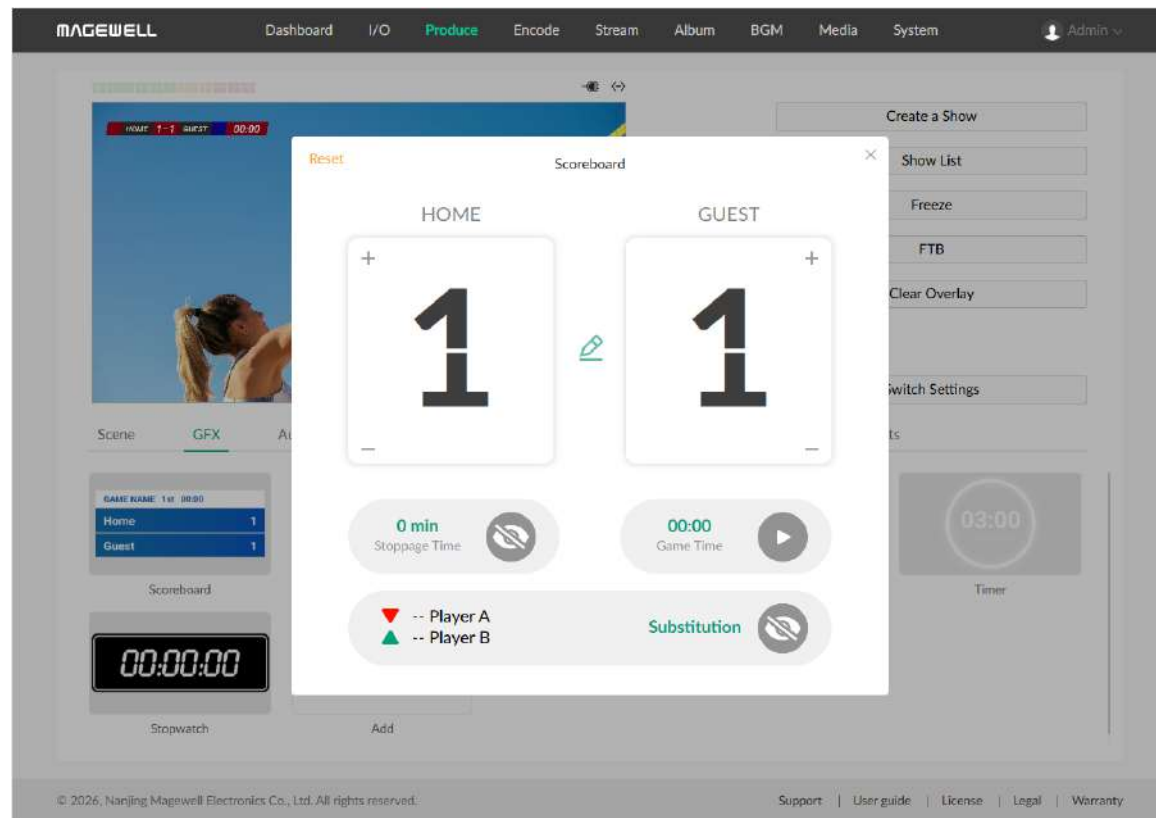 MAGEWELL
Dashboard I/O Produce Encode Stream Album BGM Media System Admin
HOME 1-1 GUEST 00:00
Create a Show
Show List
Freeze
FTB
Clear Overlay
Switch Settings
Reset
Scoreboard
HOME GUEST
+ +
1 1
− −
0 min
Stoppage Time
00:00
Game Time
-- Player A
-- Player B
Substitution
Scene GFX
GAME NAME 1st 00:00
Home 1
Guest 1
Scoreboard
03:00
Timer
00:00:00
Stopwatch
Add
© 2026, Nanjing Magewell Electronics Co., Ltd. All rights reserved.
Support | User guide | License | Legal | Warranty